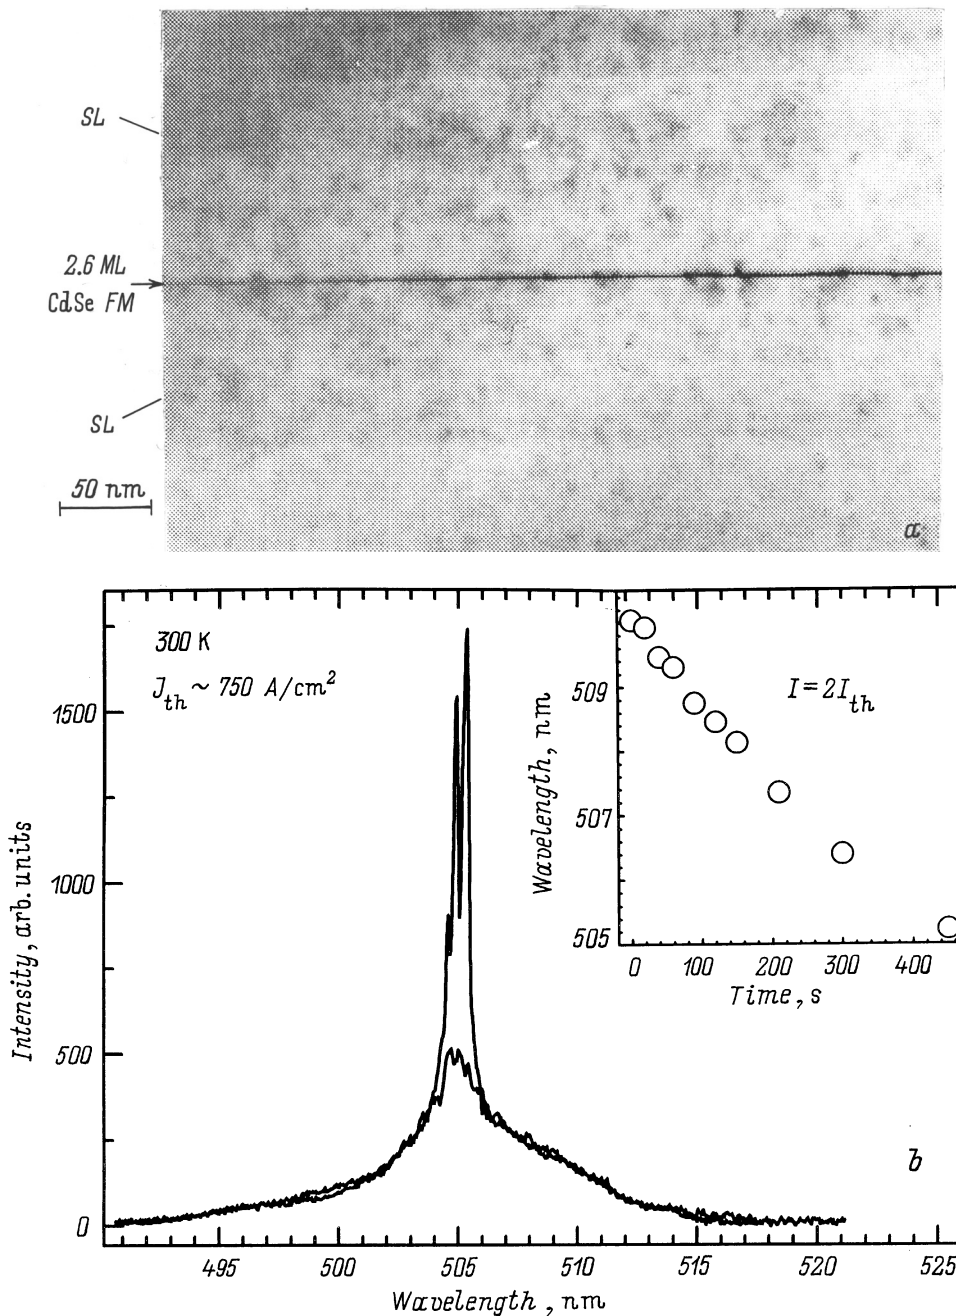 SL
2.6 ML
CdSe FM
SL
50 nm
a
300 K
J_th ~ 750 A/cm²
I=2I_th
509
507
505
Wavelength, nm
0 100 200 300 400
Time, s
1500
1000
500
0
Intensity, arb. units
b
495 500 505 510 515 520 525
Wavelength, nm